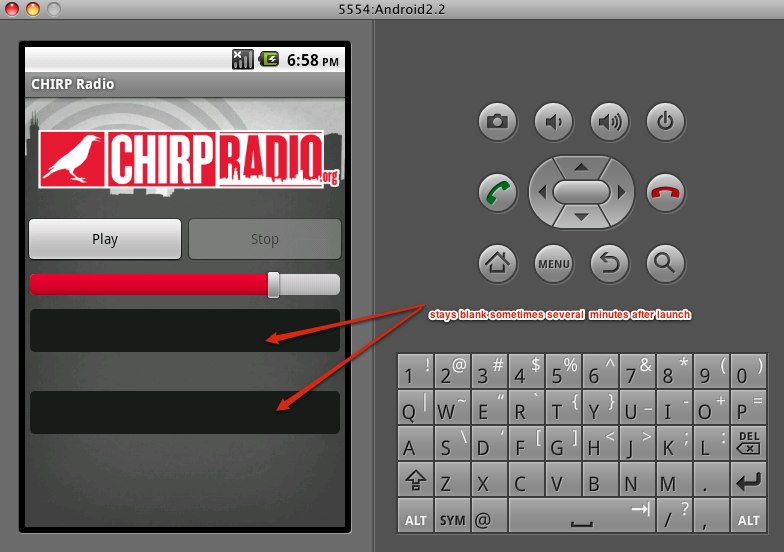 5554:Android2.2
6:58 PM
CHIRP Radio
CHIRP RADIO.org
Play Stop
MENU
stays blank sometimes several minutes after launch
1 ! 2 @ 3 # 4 $ 5 % 6 ^ 7 & 8 * 9 ( 0 )
Q | W ~ E “ R ` T { Y } U _ I - O + P =
A S \ D ' F [ G ] H < J > K ; L : DEL
Z X C V B N M .
ALT SYM @ / ? , ALT